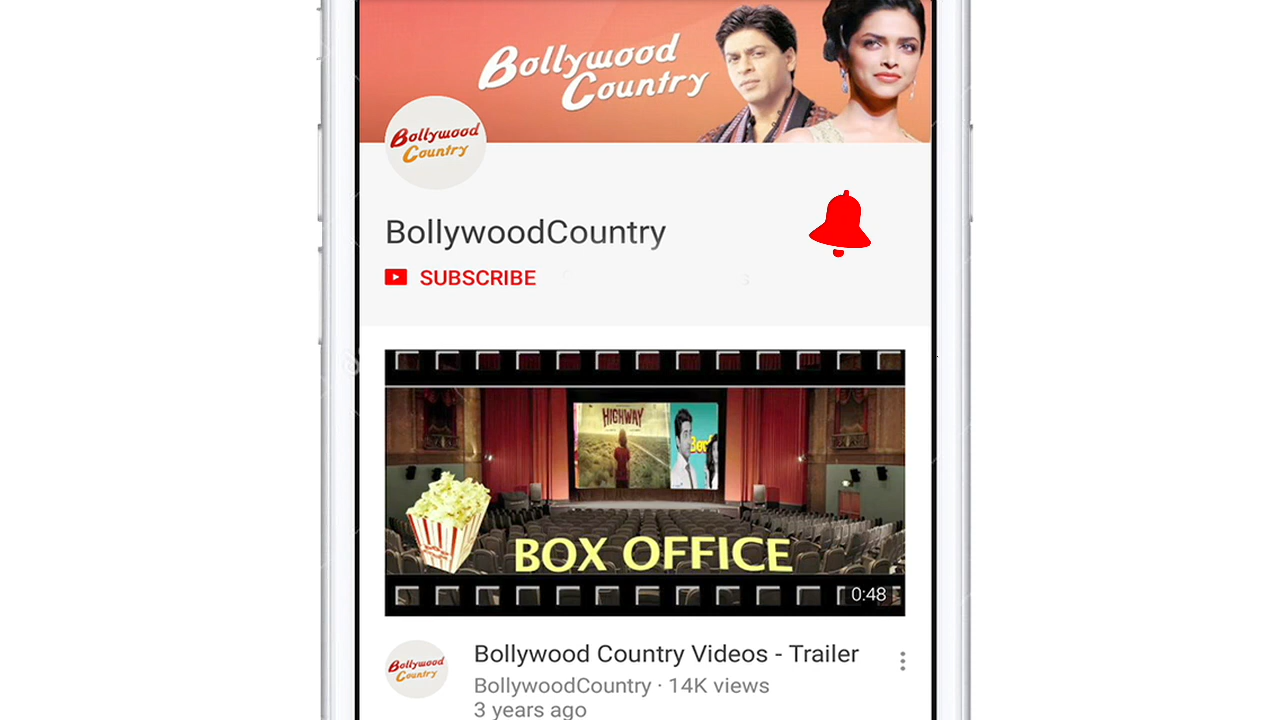 Bollywood
Country
Bollywood
Country
BollywoodCountry
SUBSCRIBE
HIGHWAY
BOX OFFICE
0:48
Bollywood Country Videos - Trailer
Bollywood
Country
BollywoodCountry · 14K views
3 years ago